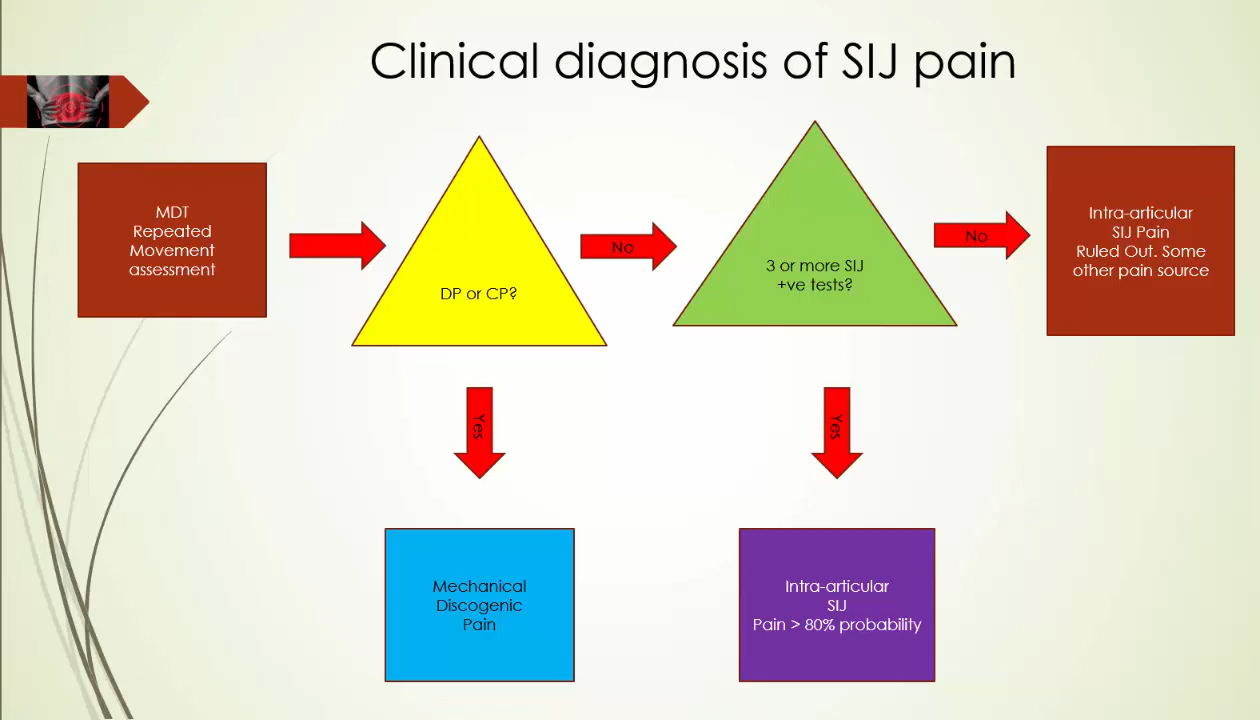 Clinical diagnosis of SIJ pain
MDT
Repeated
Movement
assessment
DP or CP?
No
3 or more SIJ
+ve tests?
No
Intra-articular
SIJ Pain
Ruled Out. Some
other pain source
Yes
Yes
Mechanical
Discogenic
Pain
Intra-articular
SIJ
Pain > 80% probability